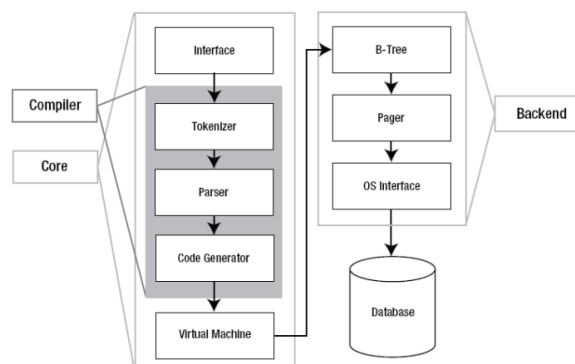 Interface
B-Tree
Compiler
Tokenizer
Pager
Backend
Core
Parser
OS Interface
Code Generator
Virtual Machine
Database